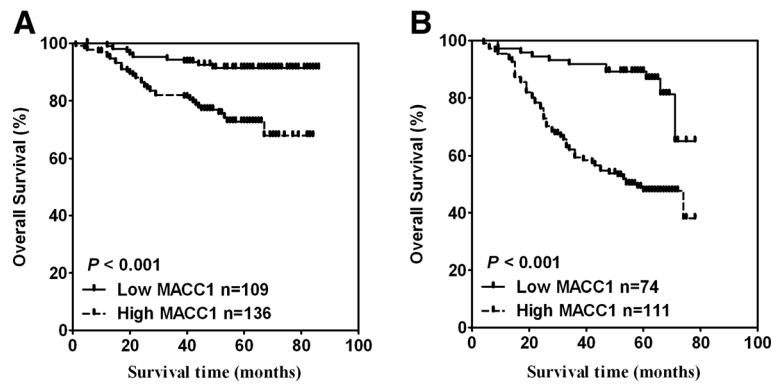 A
Overall Survival (%)
100
80
60
40
20
0
P < 0.001
Low MACC1 n=109
High MACC1 n=136
0 20 40 60 80 100
Survival time (months)
B
Overall Survival (%)
100
80
60
40
20
0
P < 0.001
Low MACC1 n=74
High MACC1 n=111
0 20 40 60 80 100
Survival time (months)